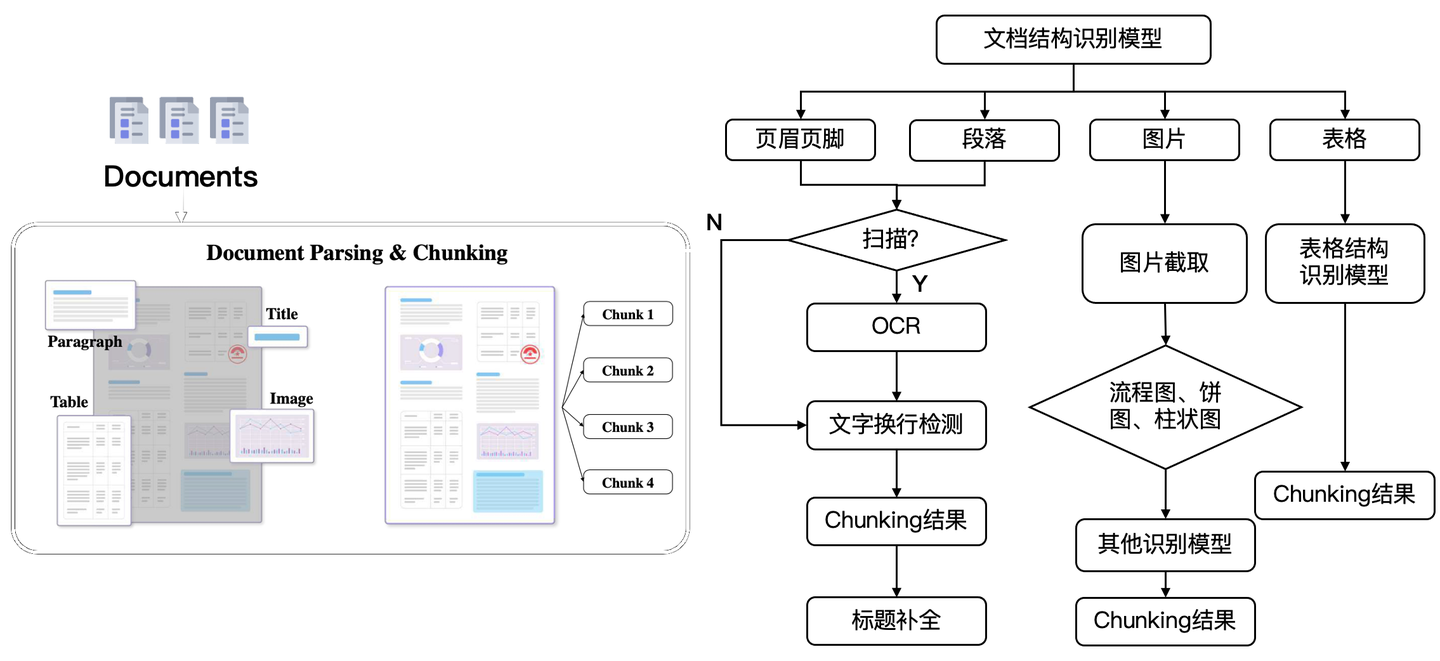 Documents
Document Parsing & Chunking
Paragraph
Title
Table
Image
Chunk 1
Chunk 2
Chunk 3
Chunk 4
文档结构识别模型
页眉页脚
段落
图片
表格
N
扫描?
Y
OCR
文字换行检测
Chunking结果
标题补全
图片截取
流程图、饼
图、柱状图
其他识别模型
Chunking结果
表格结构
识别模型
Chunking结果